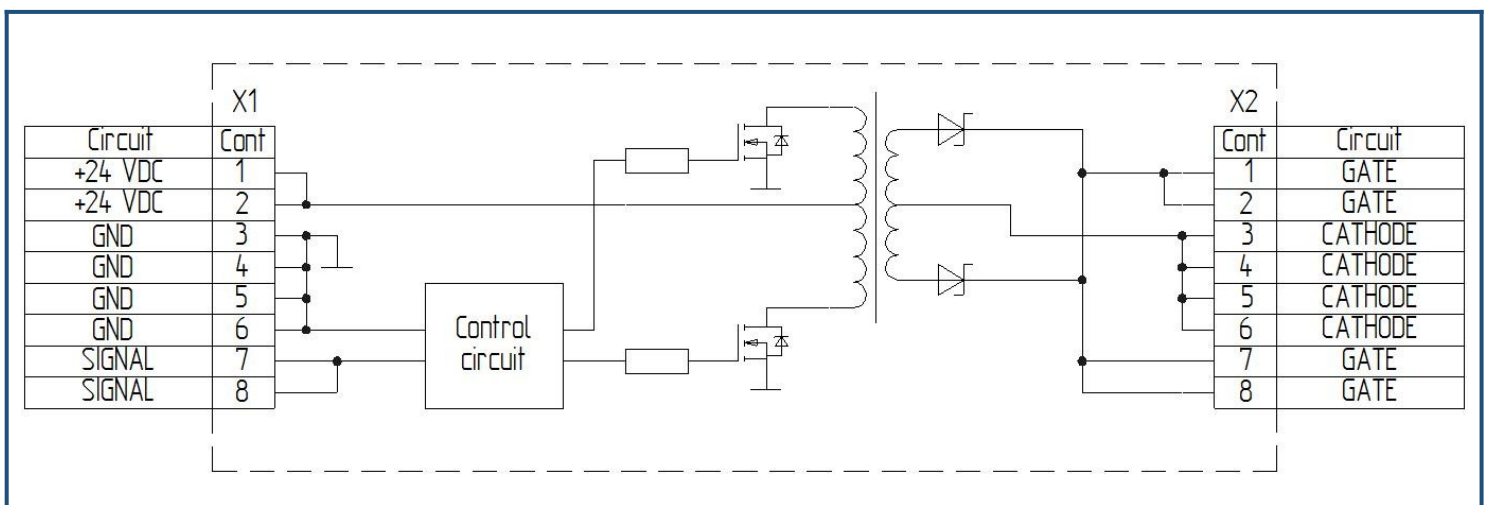 X1
Circuit Cont
+24 VDC 1
+24 VDC 2
GND 3
GND 4
GND 5
GND 6
SIGNAL 7
SIGNAL 8
Control
circuit
X2
Cont Circuit
1 GATE
2 GATE
3 CATHODE
4 CATHODE
5 CATHODE
6 CATHODE
7 GATE
8 GATE